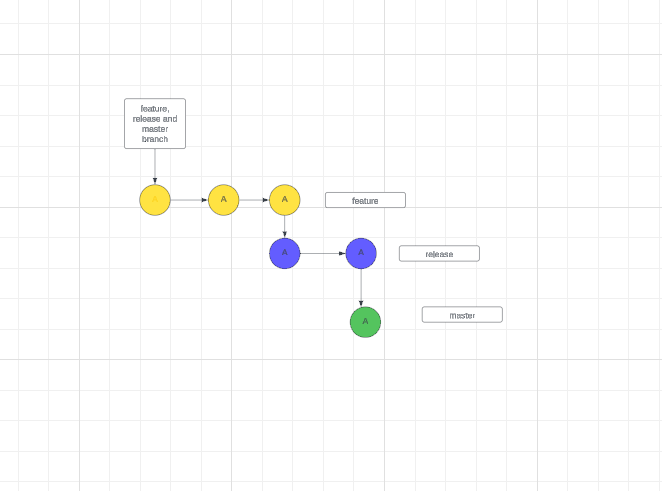 feature,
release and
master
branch
A
A
A
feature
A
A
release
A
master